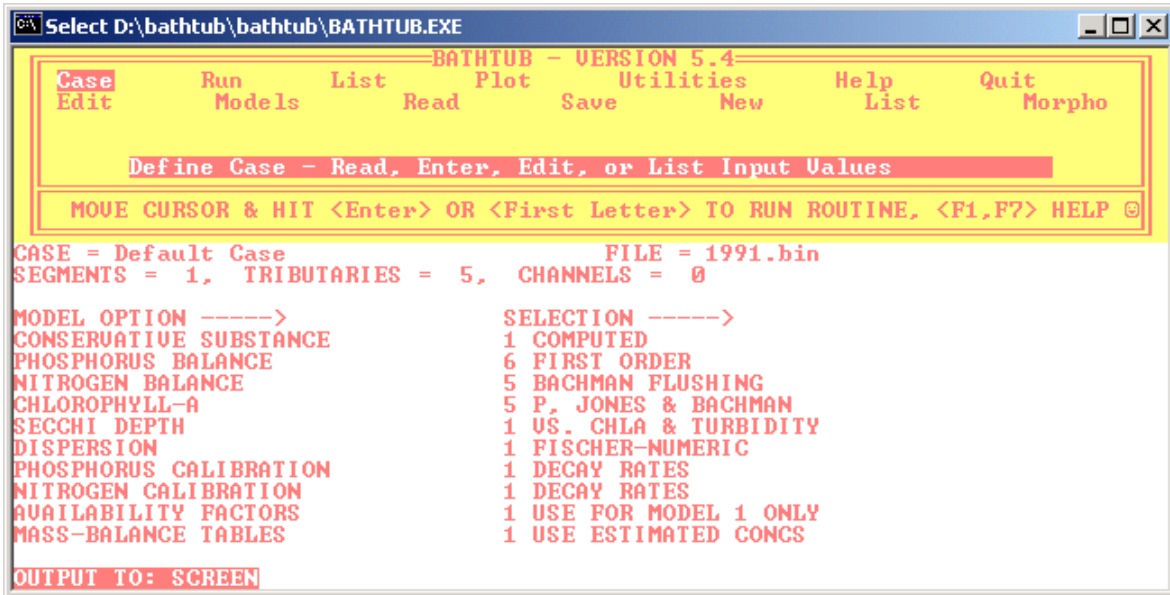 Select D:\bathtub\bathtub\BATHTUB.EXE
BATHTUB - VERSION 5.4
Case Run List Plot Utilities Help Quit
Edit Models Read Save New List Morpho
Define Case - Read, Enter, Edit, or List Input Values
MOVE CURSOR & HIT <Enter> OR <First Letter> TO RUN ROUTINE, <F1,F7> HELP ☺
CASE = Default Case FILE = 1991.bin
SEGMENTS = 1, TRIBUTARIES = 5, CHANNELS = 0
MODEL OPTION -----> SELECTION ----->
CONSERVATIVE SUBSTANCE 1 COMPUTED
PHOSPHORUS BALANCE 6 FIRST ORDER
NITROGEN BALANCE 5 BACHMAN FLUSHING
CHLOROPHYLL-A 5 P, JONES & BACHMAN
SECCHI DEPTH 1 VS. CHLA & TURBIDITY
DISPERSION 1 FISCHER-NUMERIC
PHOSPHORUS CALIBRATION 1 DECAY RATES
NITROGEN CALIBRATION 1 DECAY RATES
AVAILABILITY FACTORS 1 USE FOR MODEL 1 ONLY
MASS-BALANCE TABLES 1 USE ESTIMATED CONCS
OUTPUT TO: SCREEN